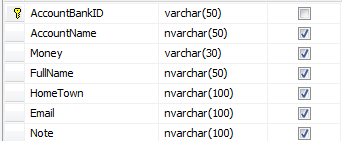 AccountBankID varchar(50)
AccountName nvarchar(50)
Money varchar(30)
FullName nvarchar(50)
HomeTown nvarchar(100)
Email nvarchar(100)
Note nvarchar(100)